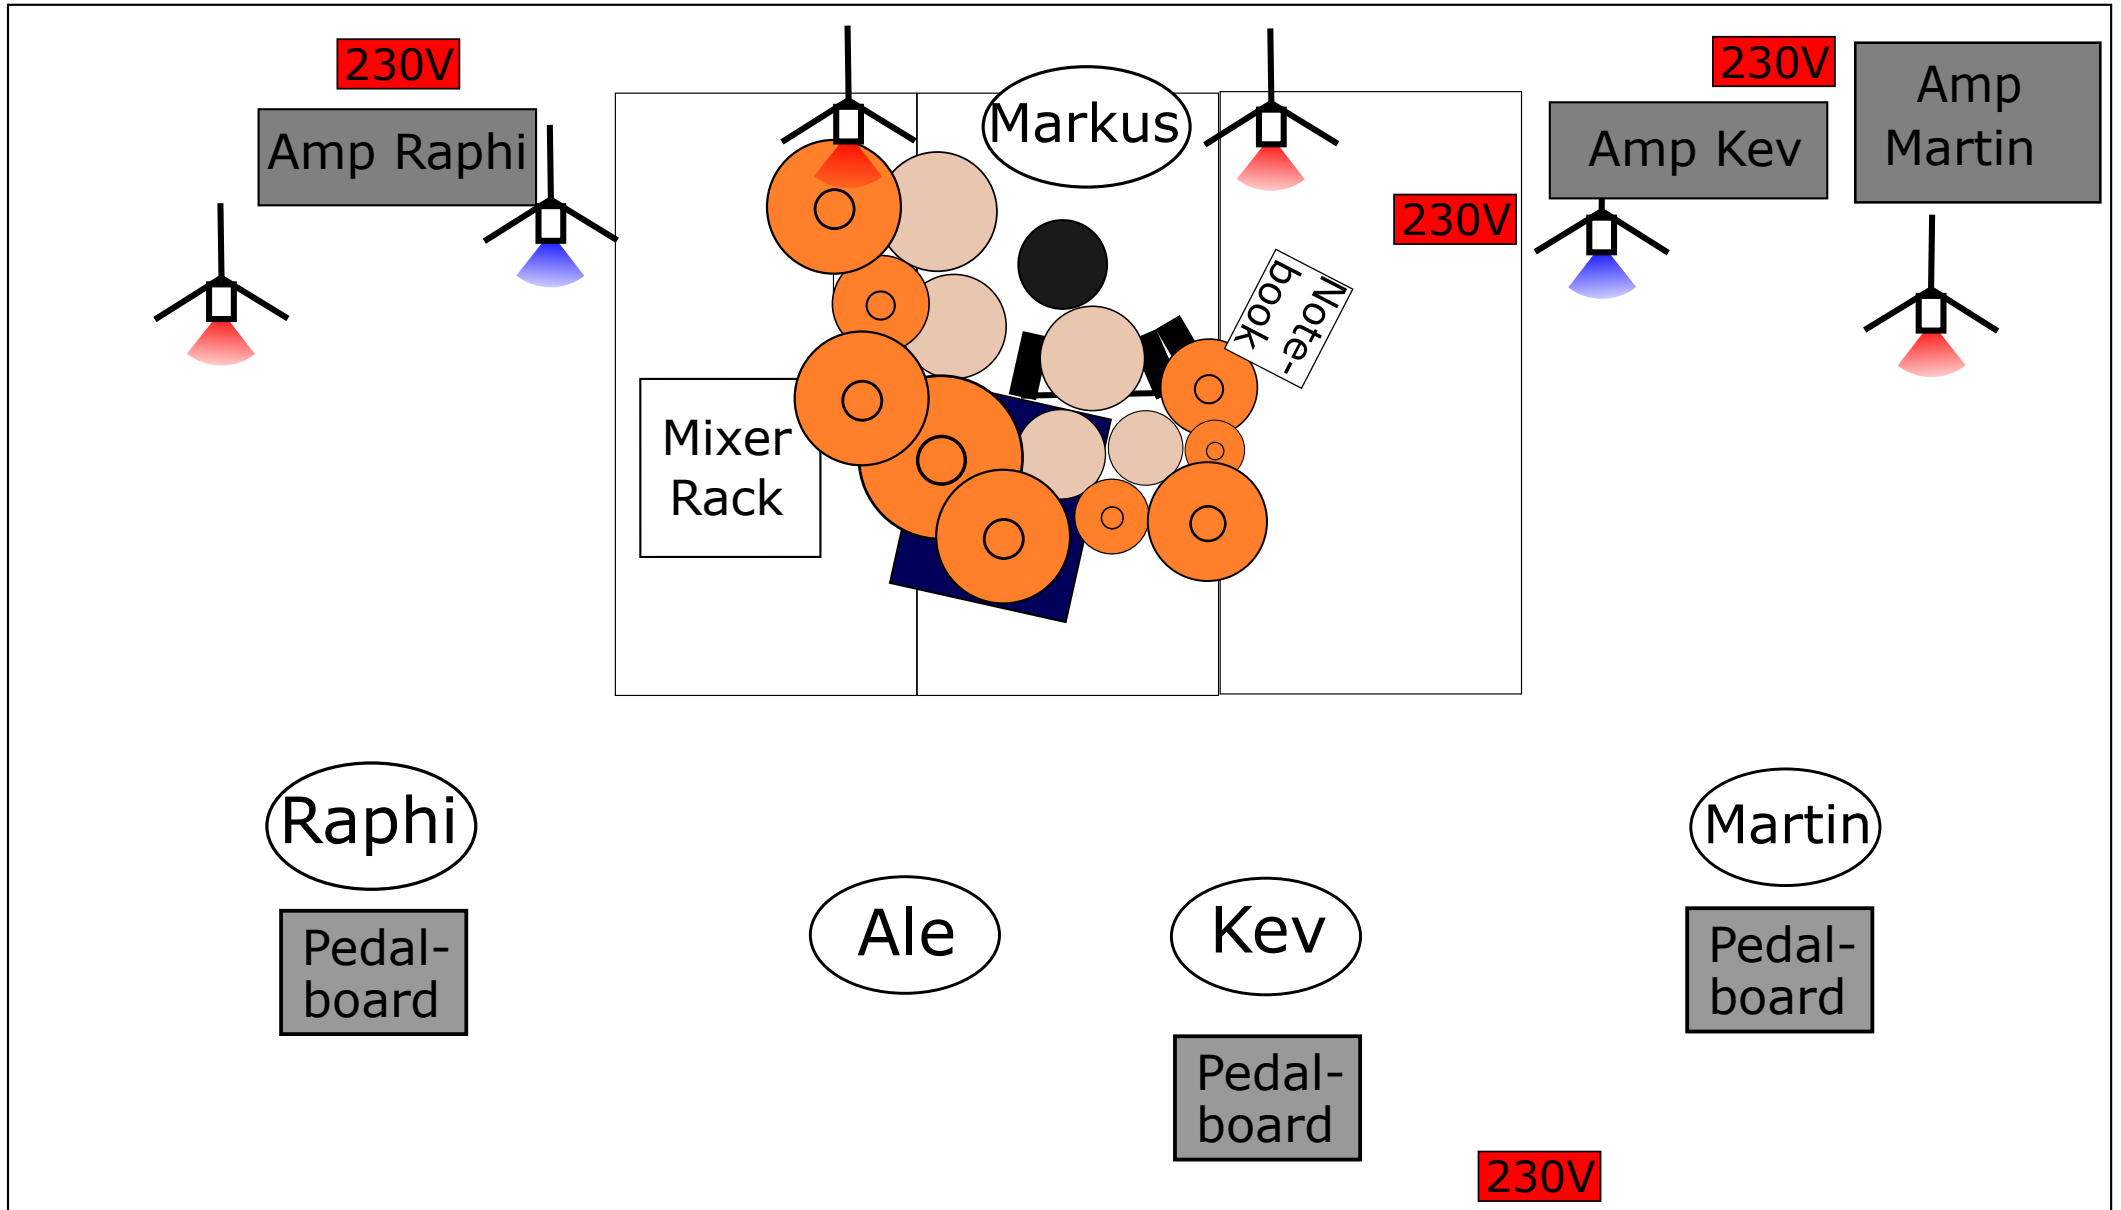 230V
230V
Amp
Martin
Markus
Amp Raphi
Amp Kev
230V
Note-
book
Mixer
Rack
Raphi
Martin
Ale
Kev
Pedal-
board
Pedal-
board
Pedal-
board
230V